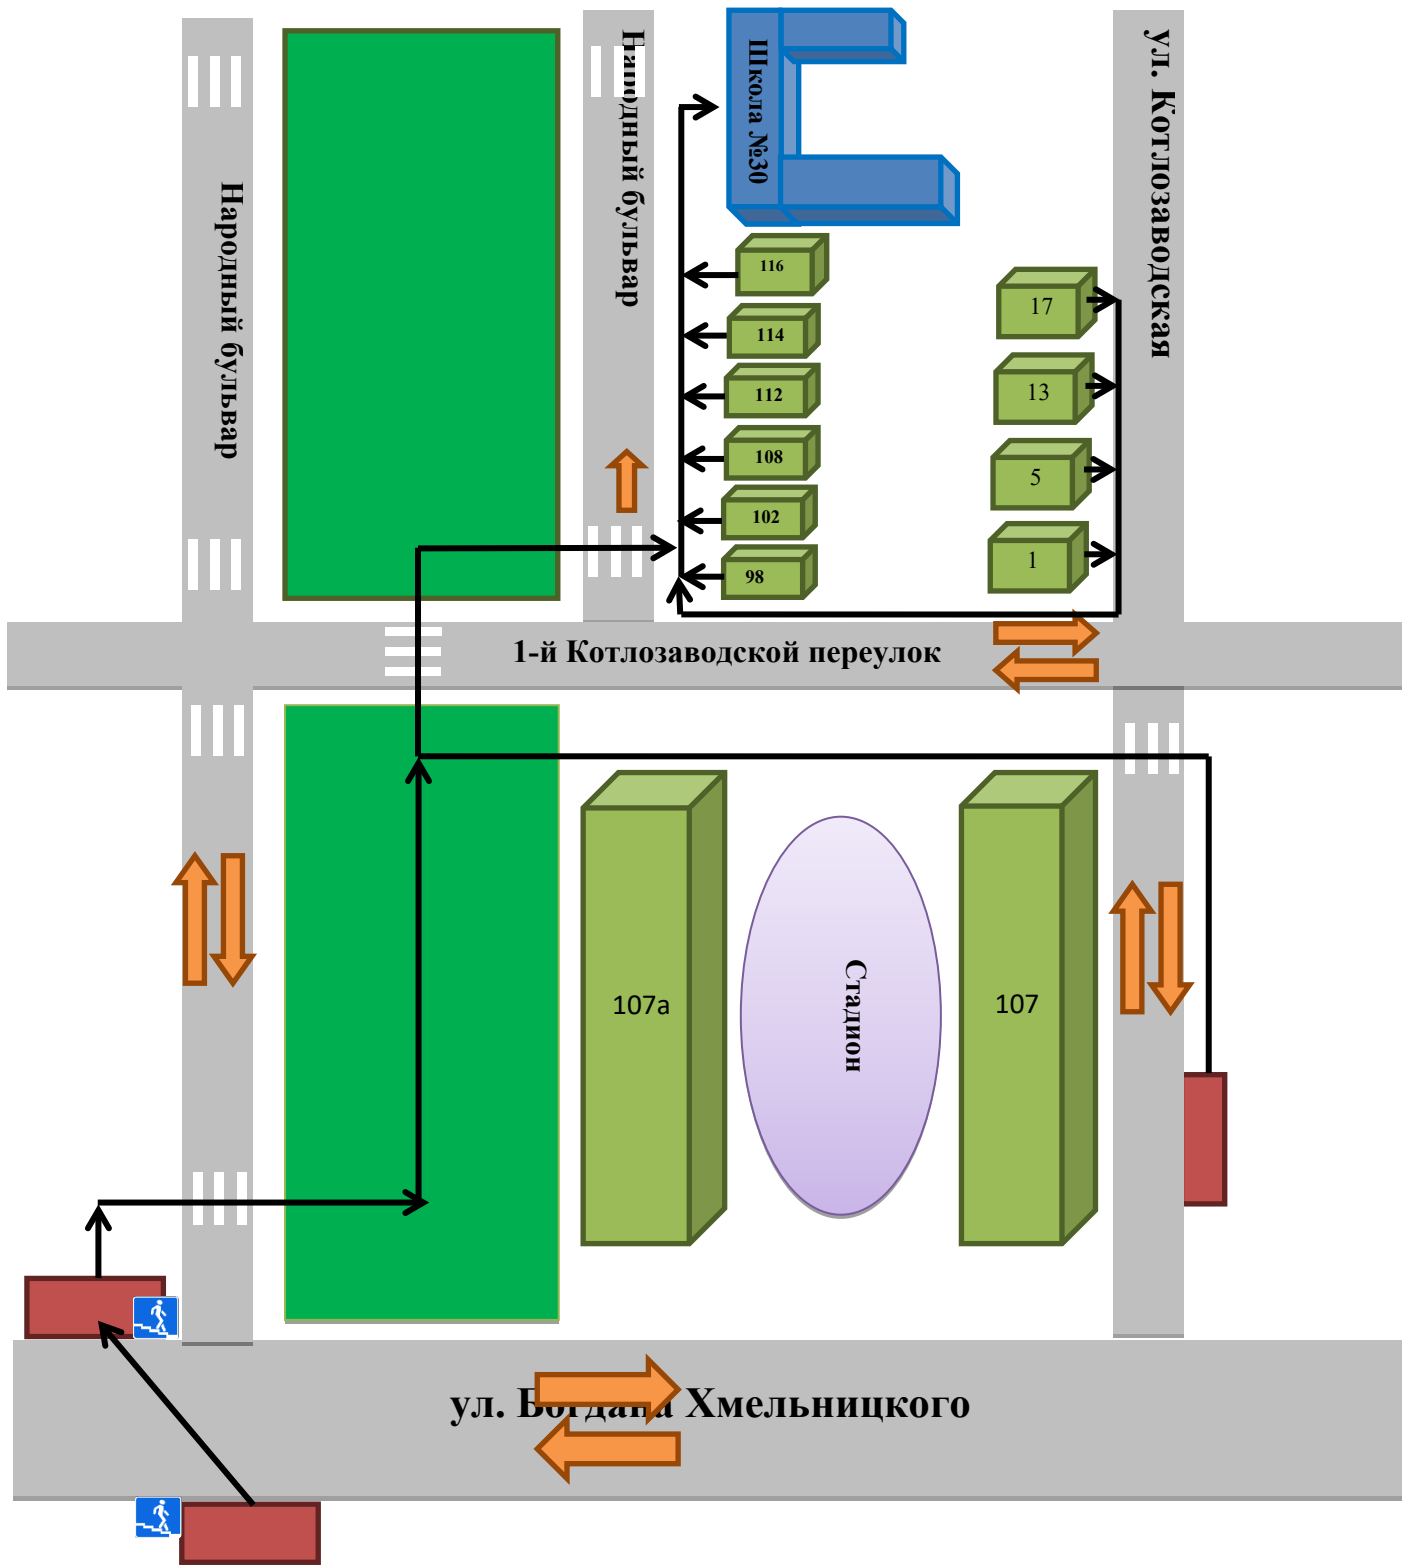 Народный бульвар
Народный бульвар
Школа №30
ул. Котлозаводская
116
114
112
108
102
98
17
13
5
1
1-й Котлозаводской переулок
107а
Стадион
107
ул. Богдана Хмельницкого